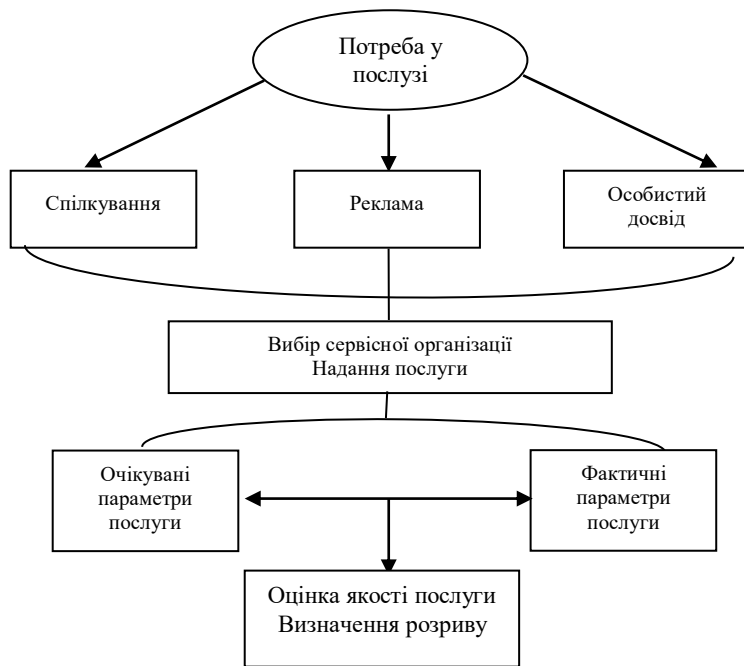 Потреба у
послузі
Спілкування
Реклама
Особистий
досвід
Вибір сервісної організації
Надання послуги
Очікувані
параметри
послуги
Фактичні
параметри
послуги
Оцінка якості послуги
Визначення розриву